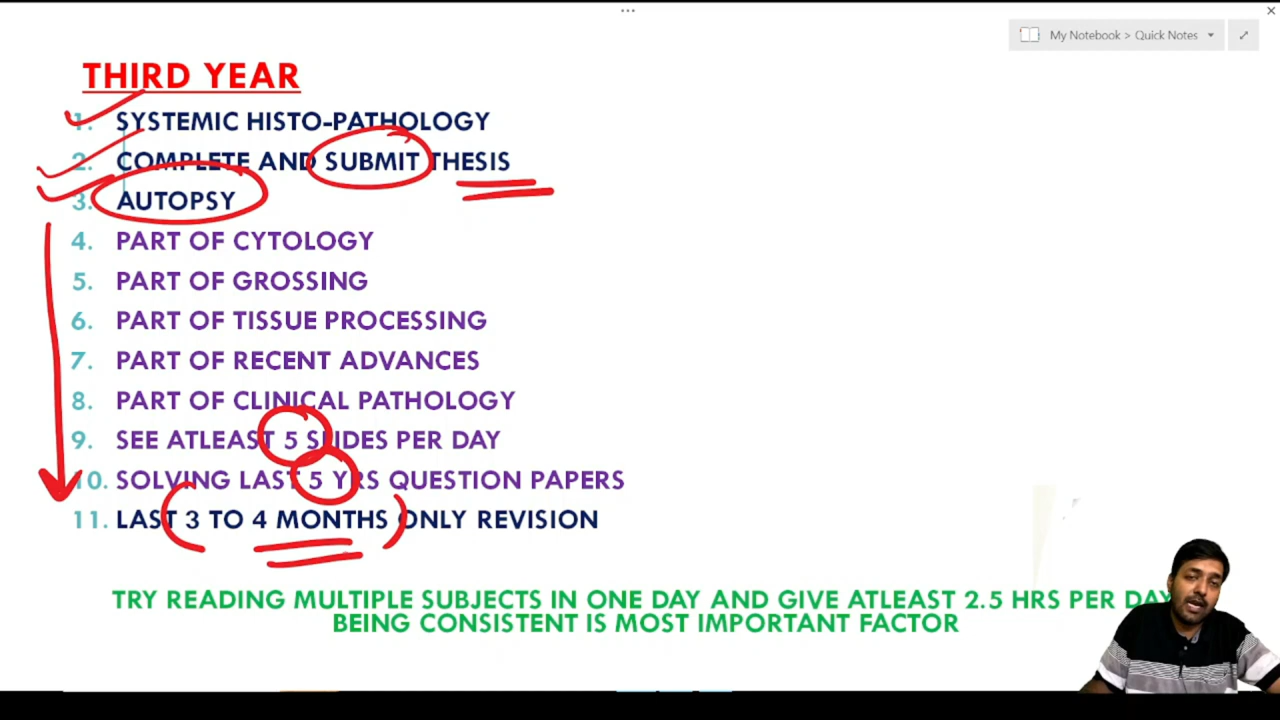 My Notebook > Quick Notes
THIRD YEAR
1. SYSTEMIC HISTO-PATHOLOGY
2. COMPLETE AND SUBMIT THESIS
3. AUTOPSY
4. PART OF CYTOLOGY
5. PART OF GROSSING
6. PART OF TISSUE PROCESSING
7. PART OF RECENT ADVANCES
8. PART OF CLINICAL PATHOLOGY
9. SEE ATLEAST 5 SLIDES PER DAY
10. SOLVING LAST 5 YRS QUESTION PAPERS
11. LAST 3 TO 4 MONTHS ONLY REVISION
TRY READING MULTIPLE SUBJECTS IN ONE DAY AND GIVE ATLEAST 2.5 HRS PER DAY
BEING CONSISTENT IS MOST IMPORTANT FACTOR